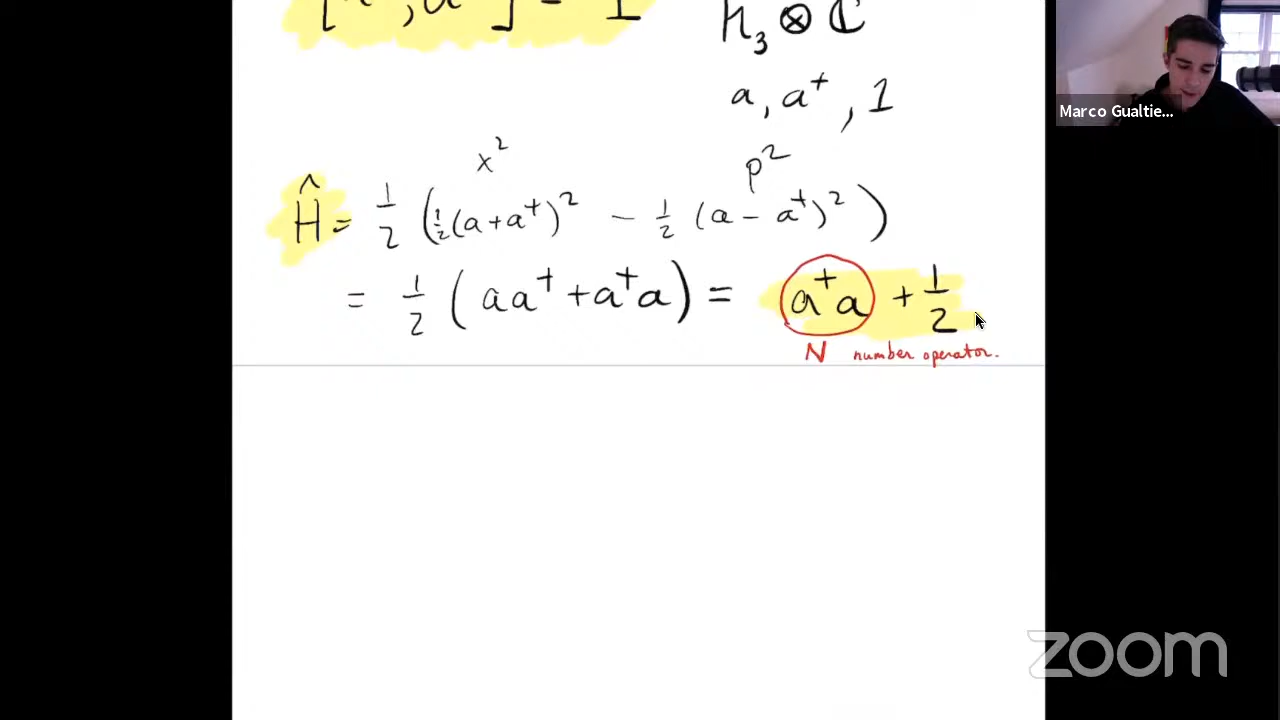 [a, a⁺] = 1
h₃ ⊗ ℂ
a, a⁺, 1
x² p²
Ĥ = 1/2 (1/2(a+a⁺)² − 1/2 (a − a⁺)²)
= 1/2 (aa⁺ + a⁺a) = a⁺a + 1/2
N number operator.
Marco Gualtie...
zoom